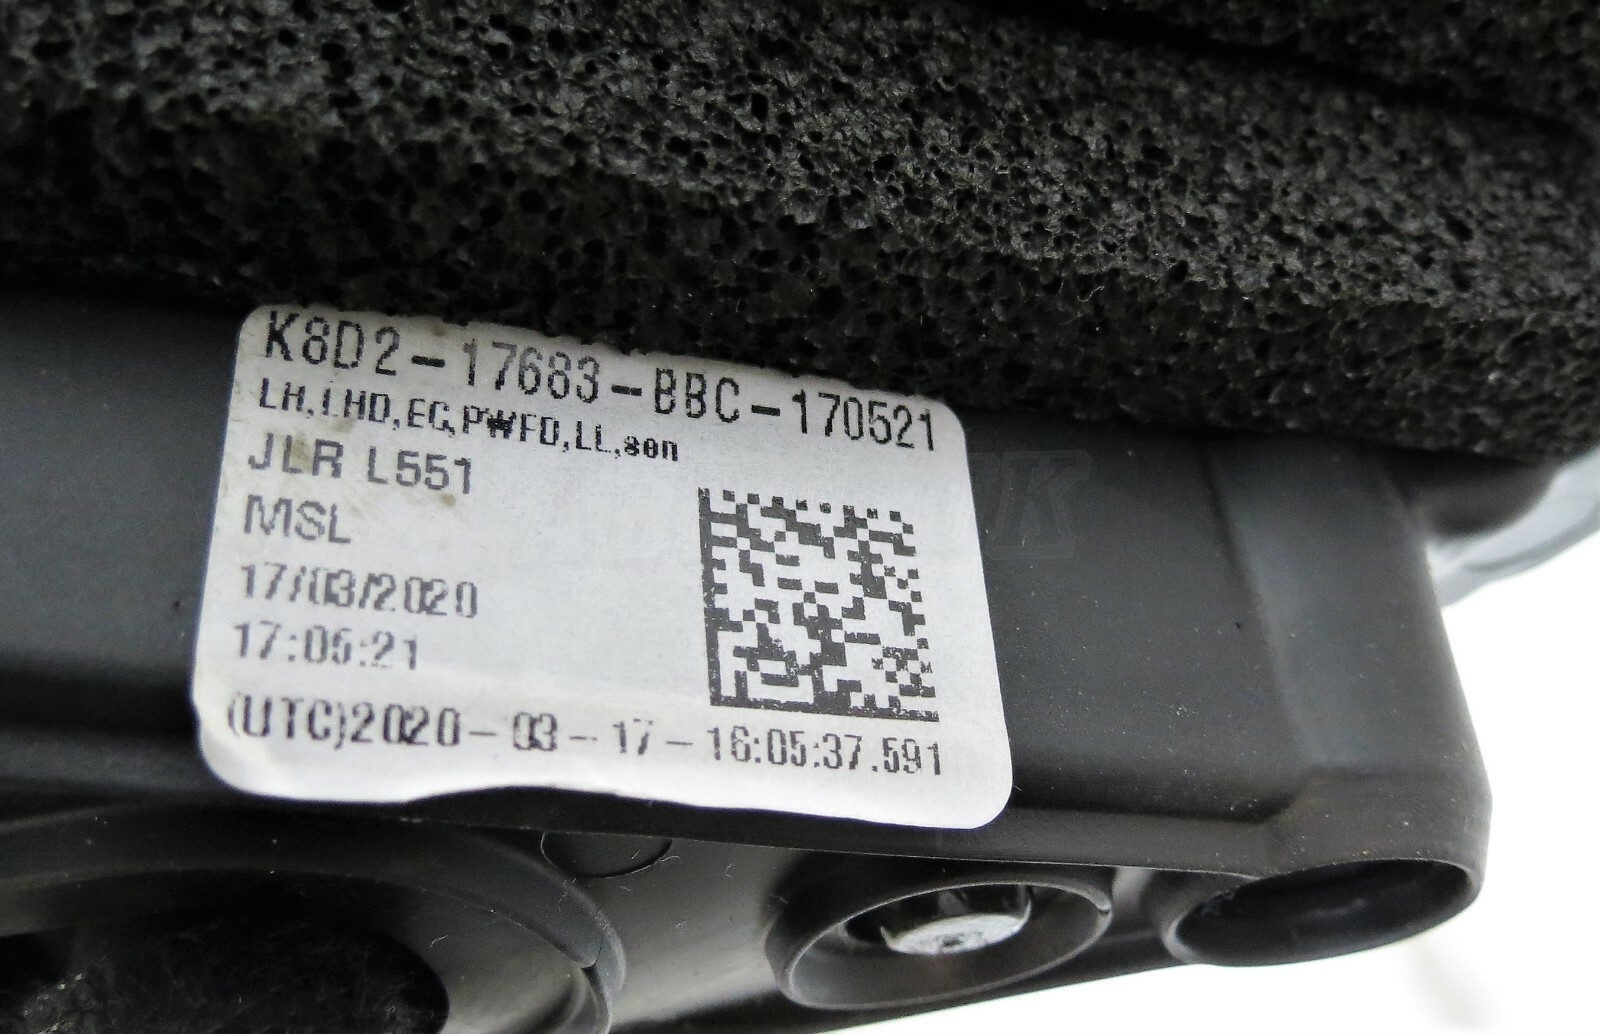 K8D2-17683-BBC-170521
LH,LHD,EC,PWFD,LL,sen
JLR L551
MSL
17/03/2020
17:05:21
(UTC)2020-03-17-16:05:37.591